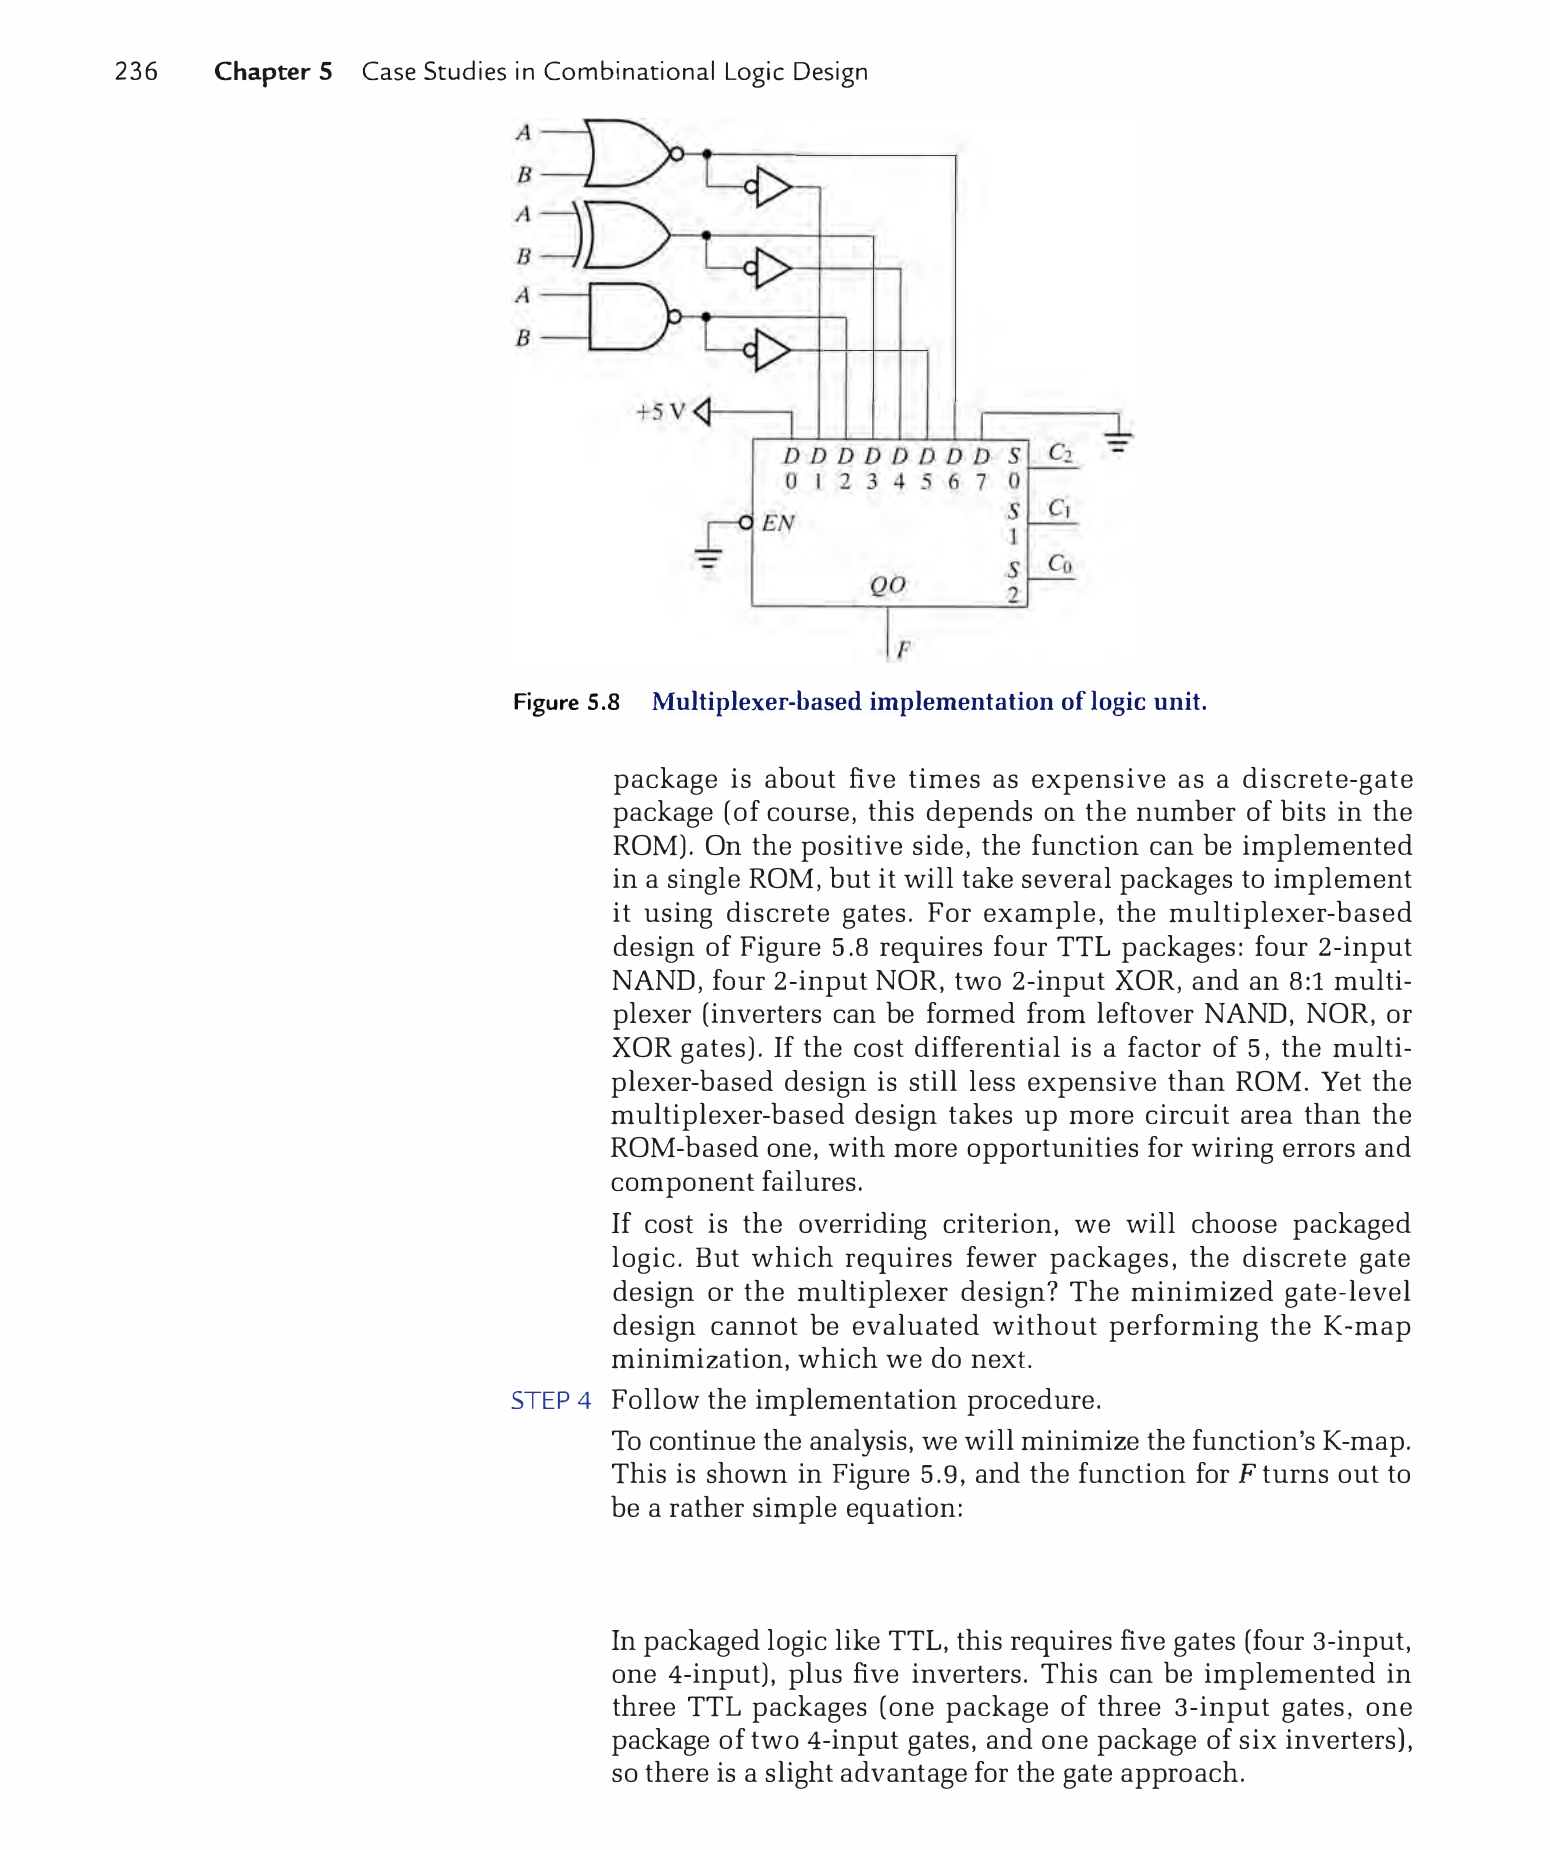 236 Chapter 5 Case Studies in Combinational Logic Design
A
B
A
B
A
B
+5 V
D D D D D D D D S C2
0 1 2 3 4 5 6 7 0
EN
S C1
1
S C0
2
QO
F
Figure 5.8 Multiplexer-based implementation of logic unit.
package is about five times as expensive as a discrete-gate
package (of course, this depends on the number of bits in the
ROM). On the positive side, the function can be implemented
in a single ROM, but it will take several packages to implement
it using discrete gates. For example, the multiplexer-based
design of Figure 5.8 requires four TTL packages: four 2-input
NAND, four 2-input NOR, two 2-input XOR, and an 8:1 multi-
plexer (inverters can be formed from leftover NAND, NOR, or
XOR gates). If the cost differential is a factor of 5, the multi-
plexer-based design is still less expensive than ROM. Yet the
multiplexer-based design takes up more circuit area than the
ROM-based one, with more opportunities for wiring errors and
component failures.
If cost is the overriding criterion, we will choose packaged
logic. But which requires fewer packages, the discrete gate
design or the multiplexer design? The minimized gate-level
design cannot be evaluated without performing the K-map
minimization, which we do next.
STEP 4 Follow the implementation procedure.
To continue the analysis, we will minimize the function's K-map.
This is shown in Figure 5.9, and the function for F turns out to
be a rather simple equation:
In packaged logic like TTL, this requires five gates (four 3-input,
one 4-input), plus five inverters. This can be implemented in
three TTL packages (one package of three 3-input gates, one
package of two 4-input gates, and one package of six inverters),
so there is a slight advantage for the gate approach.